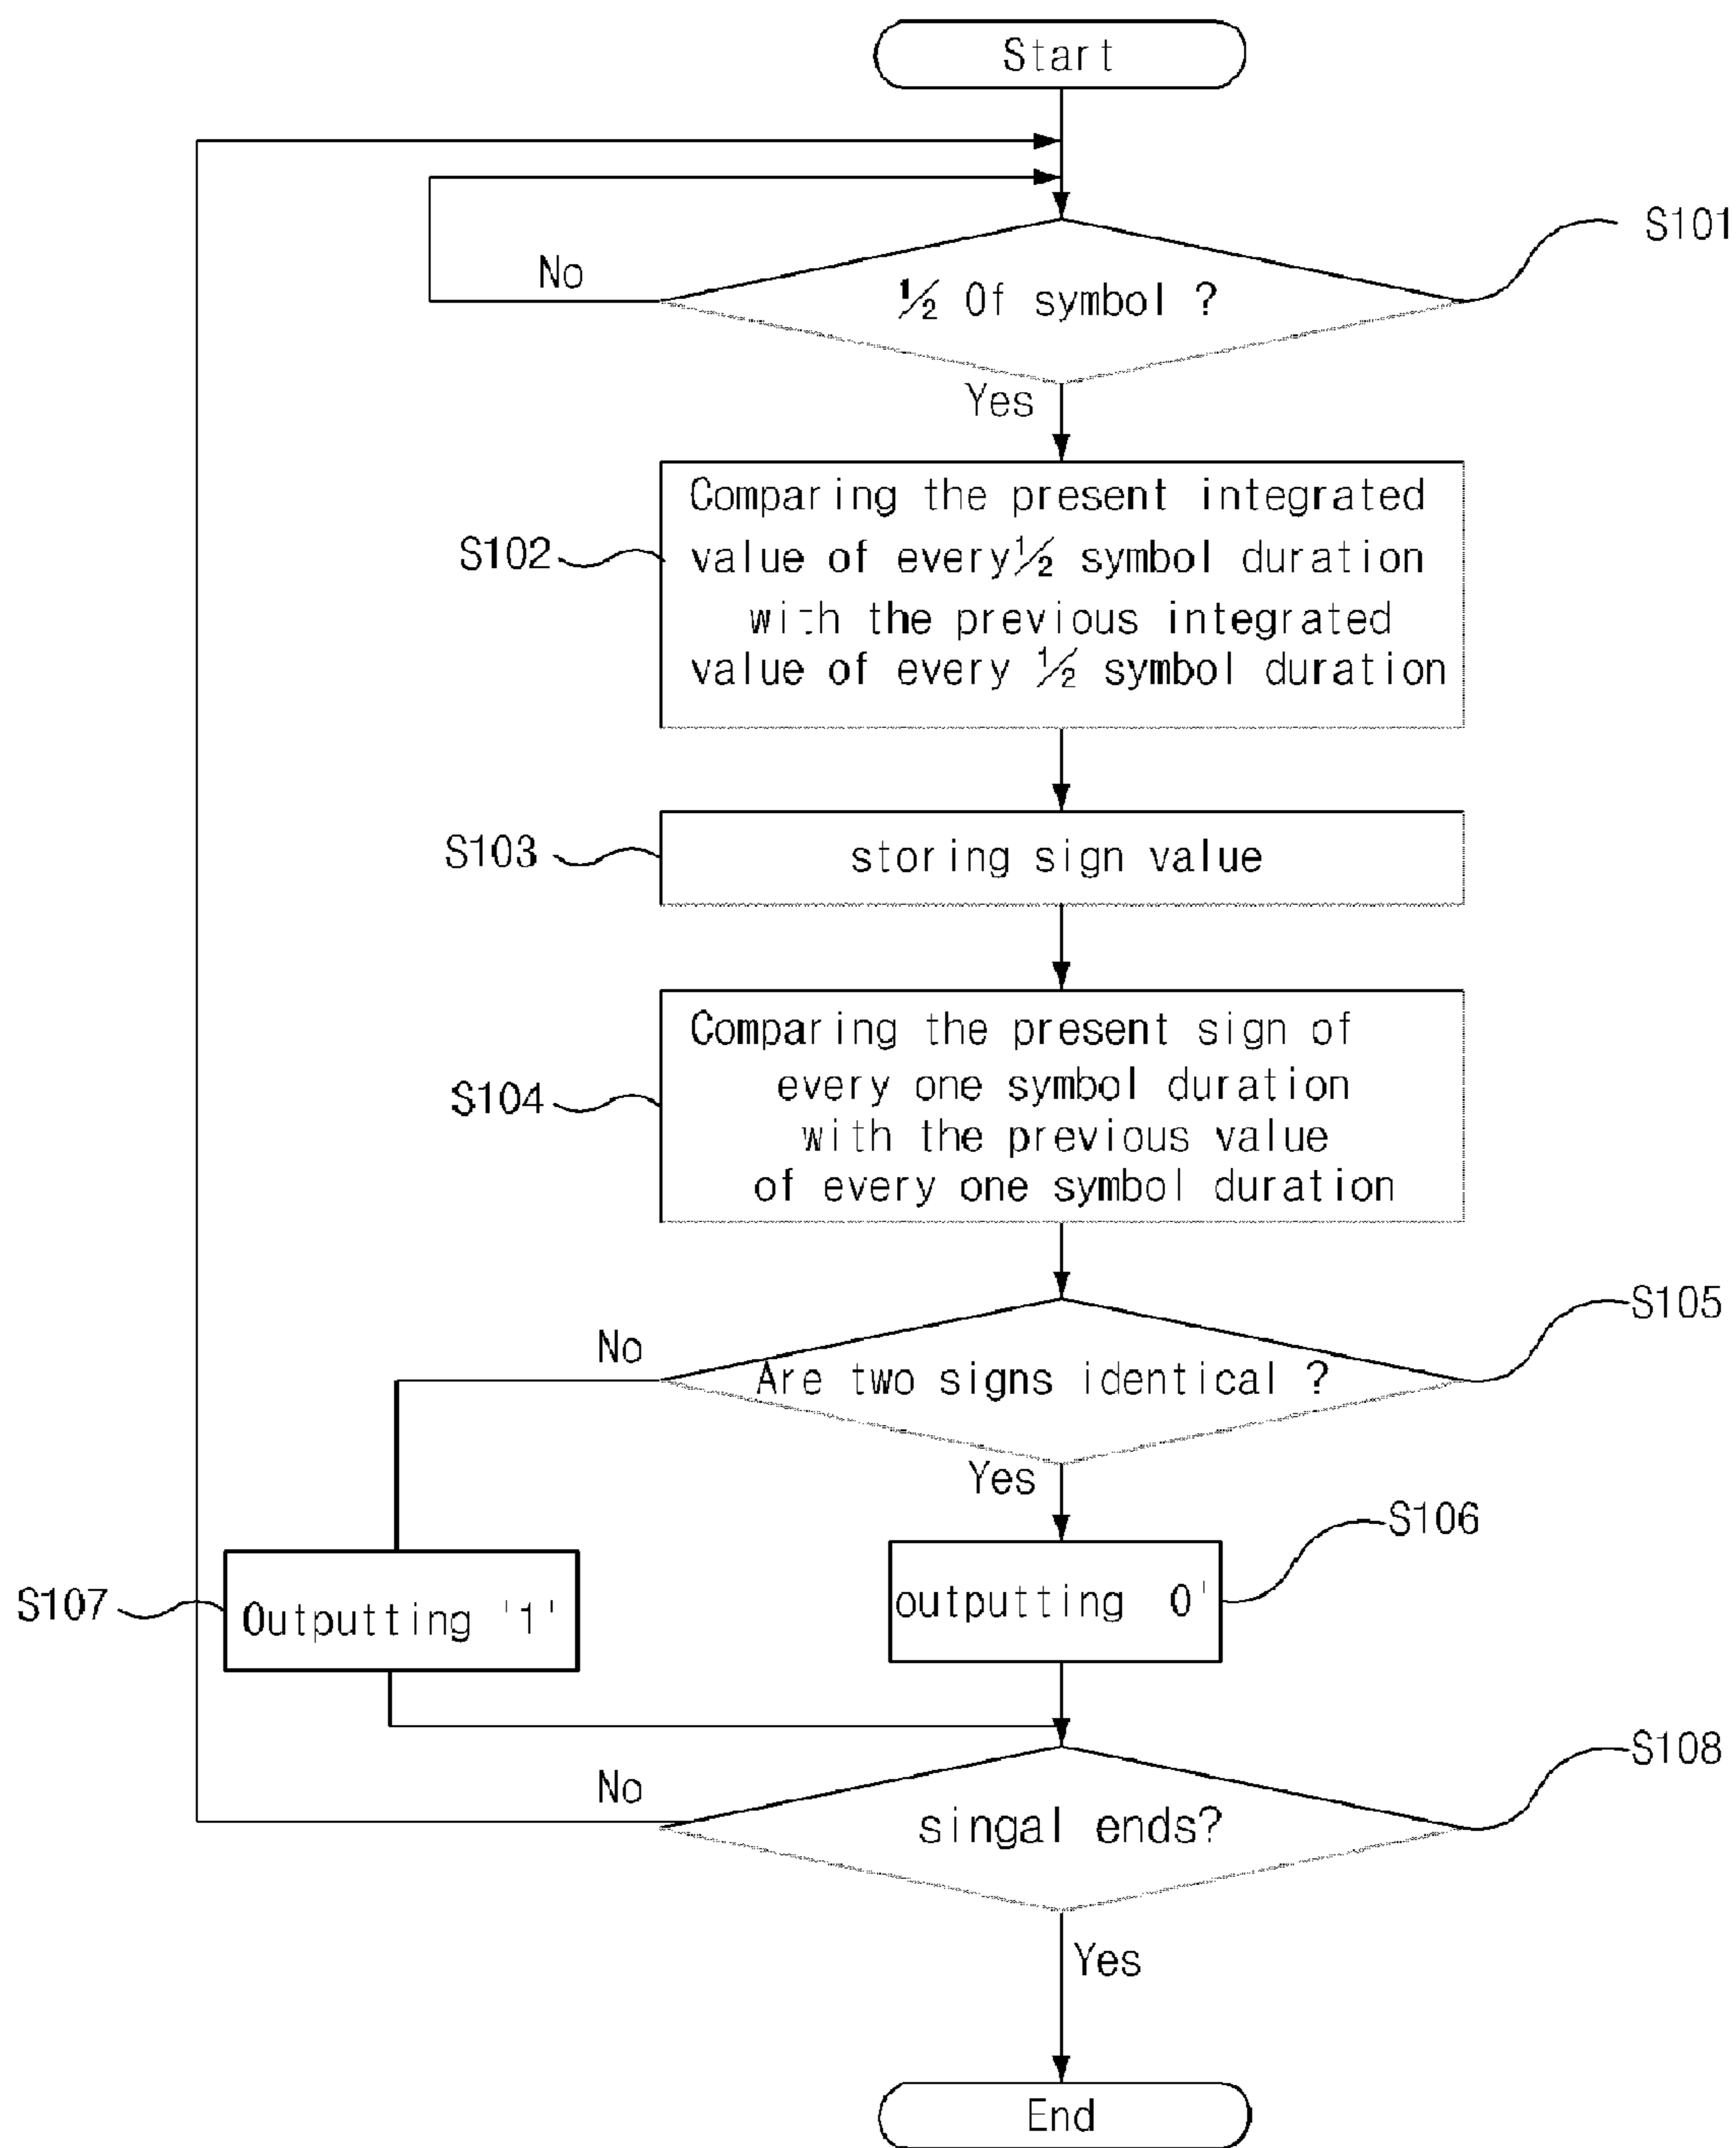 Start
S101
No
½ Of symbol ?
Yes
Comparing the present integrated
value of every ½ symbol duration
with the previous integrated
value of every ½ symbol duration
S102
storing sign value
S103
Comparing the present sign of
every one symbol duration
with the previous value
of every one symbol duration
S104
S105
No
Are two signs identical ?
Yes
S106
outputting 0'
S107
Outputting '1'
S108
No
singal ends?
Yes
End